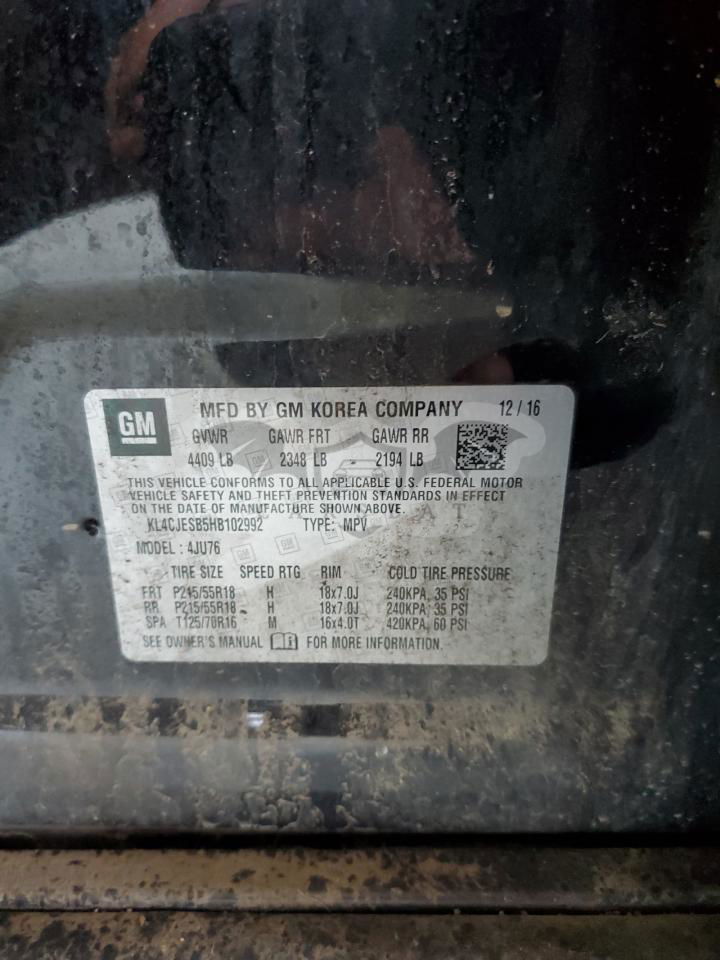 GM MFD BY GM KOREA COMPANY 12 / 16
GVWR GAWR FRT GAWR RR
4409 LB 2348 LB 2194 LB
THIS VEHICLE CONFORMS TO ALL APPLICABLE U.S. FEDERAL MOTOR
VEHICLE SAFETY AND THEFT PREVENTION STANDARDS IN EFFECT
ON THE DATE OF MANUFACTURE SHOWN ABOVE.
KL4CJESB5HB102992 TYPE: MPV
MODEL : 4JU76
TIRE SIZE SPEED RTG RIM COLD TIRE PRESSURE
FRT P215/55R18 H 18x7.0J 240KPA, 35 PSI
RR P215/55R18 H 18x7.0J 240KPA, 35 PSI
SPA T125/70R16 M 16x4.0T 420KPA, 60 PSI
SEE OWNER'S MANUAL FOR MORE INFORMATION.